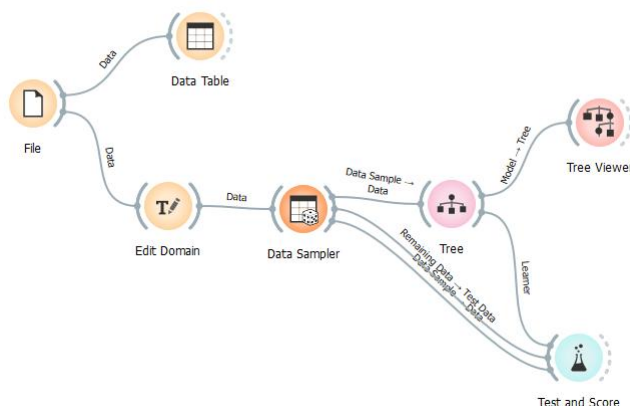 Data
Data Table
File
Data
Edit Domain
Data
Data Sampler
Data Sample → Data
Tree
Model → Tree
Tree Viewer
Remaining Data → Test Data
Data Sample → Data
Learner
Test and Score